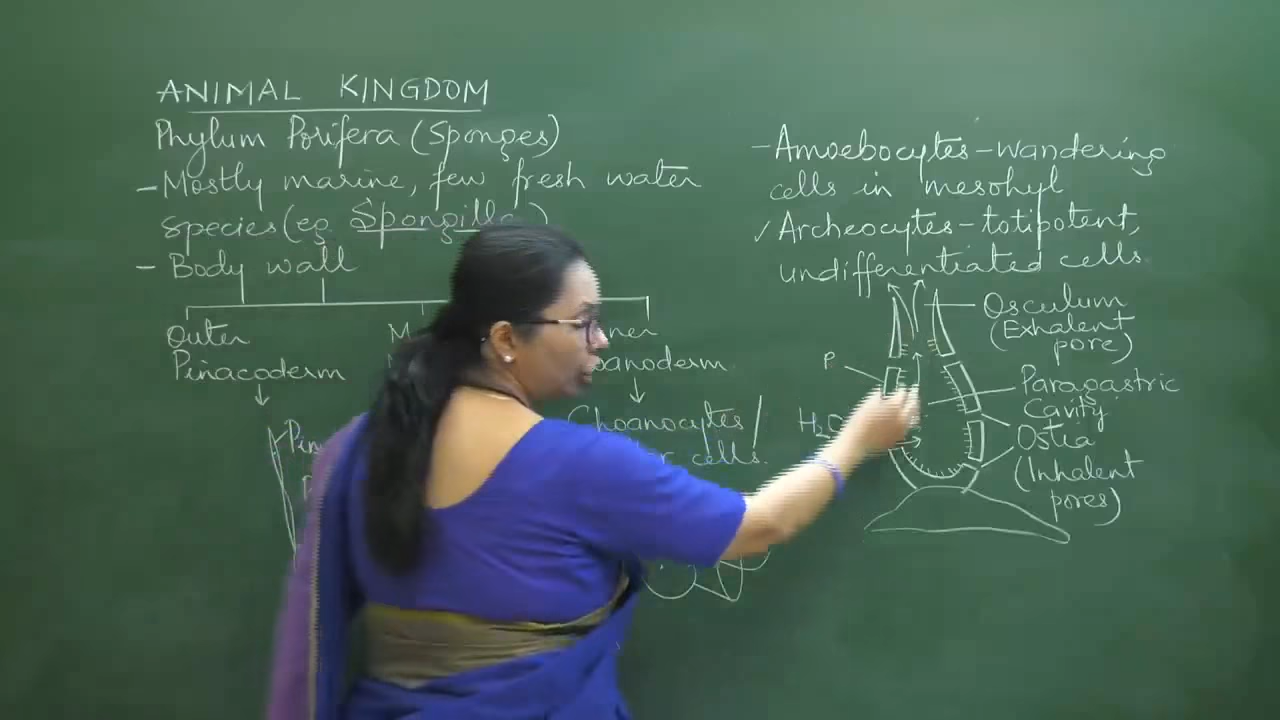 ANIMAL KINGDOM
Phylum Porifera (Sponges)
- Mostly marine, few fresh water
species (eg Spongilla)
- Body wall
Outer
Pinacoderm
Choanocytes/
cells.
- Amoebocytes - wandering
cells in mesohyl
✓ Archeocytes - totipotent,
undifferentiated cells.
Osculum
(Exhalent
pore)
P
Paragastric
Cavity
H₂O
Ostia
(Inhalent
pores)